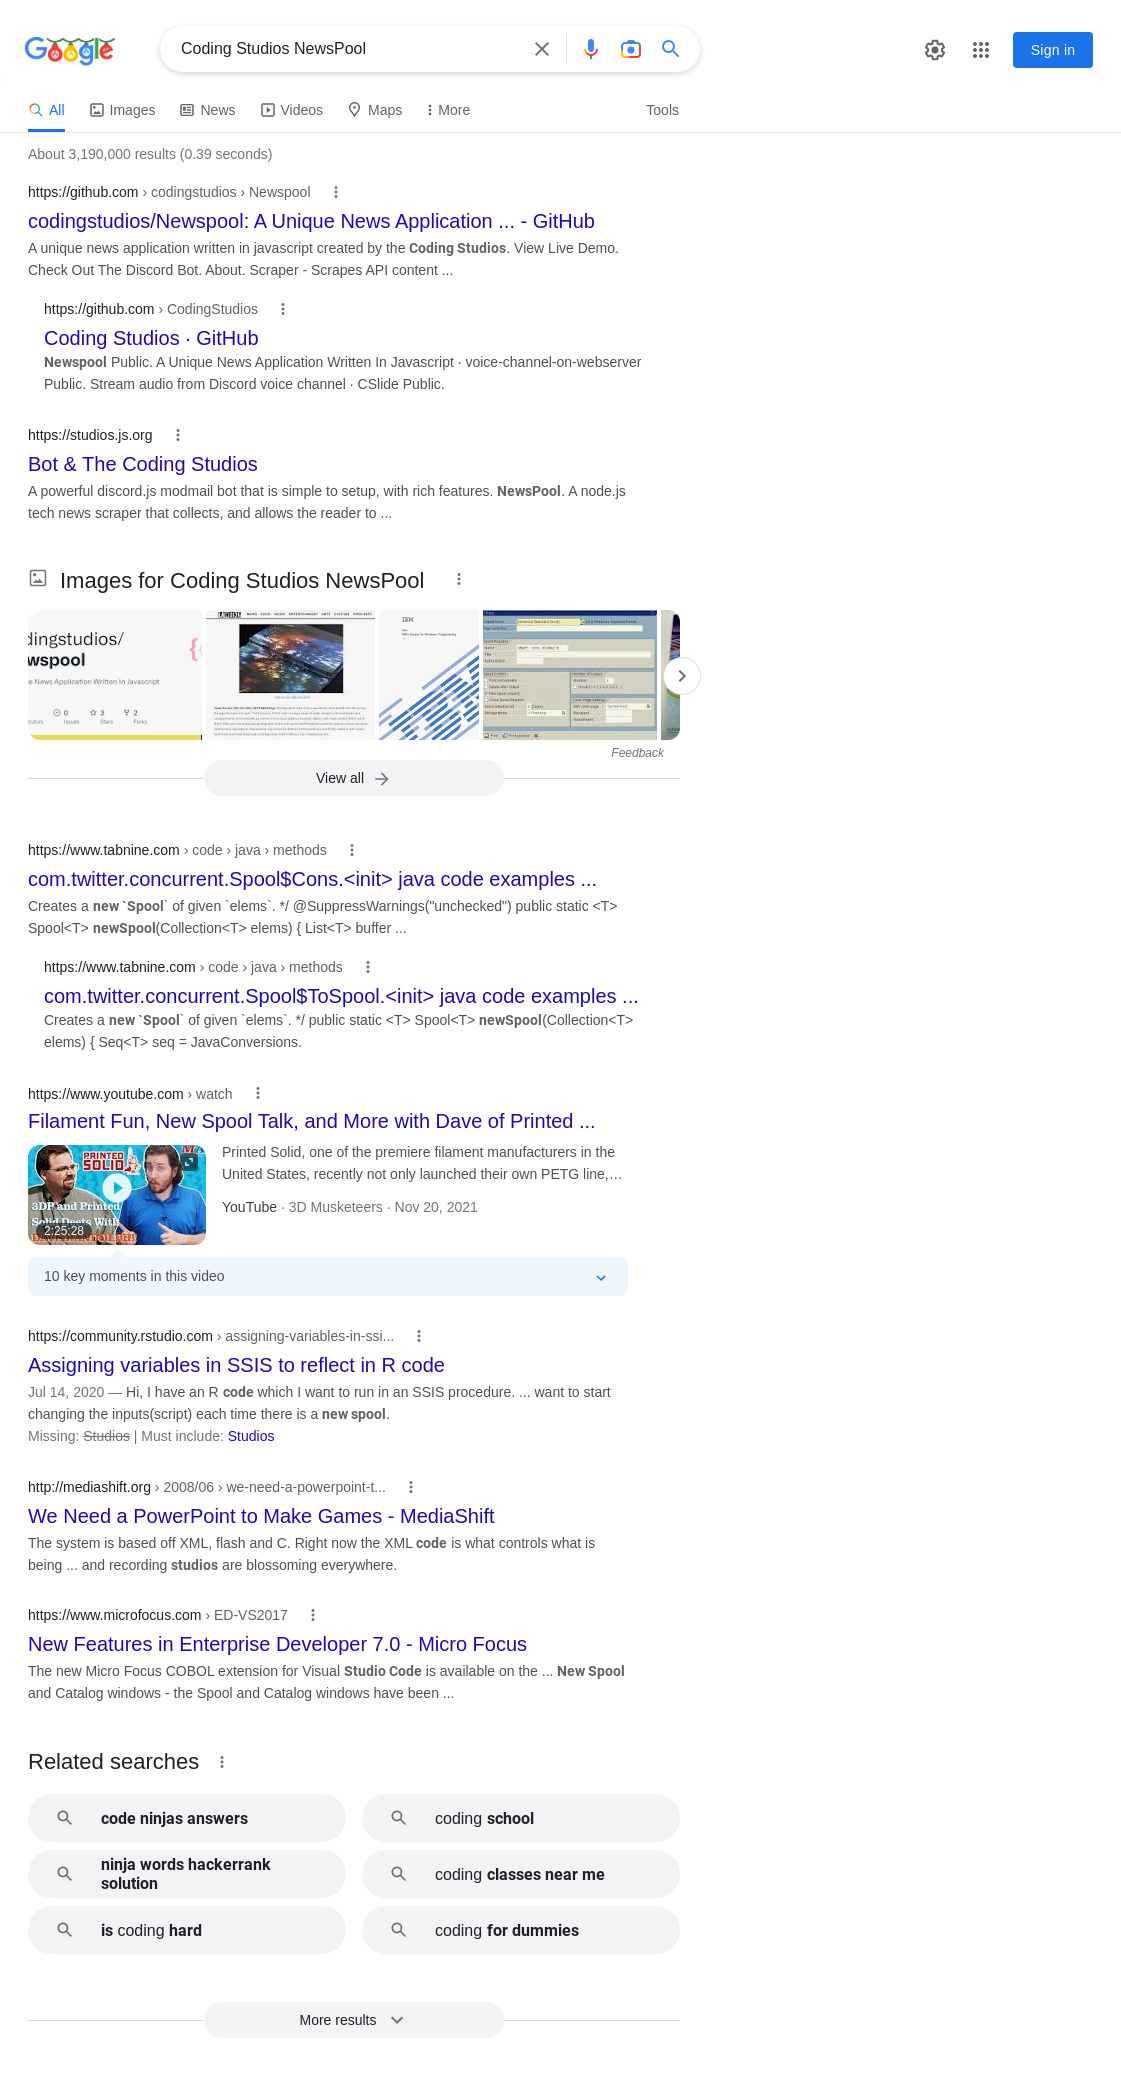 Google
Coding Studios NewsPool
Sign in
All
Images
News
Videos
Maps
More
Tools
About 3,190,000 results (0.39 seconds)
https://github.com › codingstudios › Newspool
codingstudios/Newspool: A Unique News Application ... - GitHub
A unique news application written in javascript created by the Coding Studios. View Live Demo.
Check Out The Discord Bot. About. Scraper - Scrapes API content ...
https://github.com › CodingStudios
Coding Studios · GitHub
Newspool Public. A Unique News Application Written In Javascript · voice-channel-on-webserver
Public. Stream audio from Discord voice channel · CSlide Public.
https://studios.js.org
Bot & The Coding Studios
A powerful discord.js modmail bot that is simple to setup, with rich features. NewsPool. A node.js
tech news scraper that collects, and allows the reader to ...
Images for Coding Studios NewsPool
dingstudios/
wspool
e News Application Written In Javascript
0
3
2
utors
Issues
Stars
Forks
IBM
Feedback
View all
https://www.tabnine.com › code › java › methods
com.twitter.concurrent.Spool$Cons.<init> java code examples ...
Creates a new `Spool` of given `elems`. */ @SuppressWarnings("unchecked") public static <T>
Spool<T> newSpool(Collection<T> elems) { List<T> buffer ...
https://www.tabnine.com › code › java › methods
com.twitter.concurrent.Spool$ToSpool.<init> java code examples ...
Creates a new `Spool` of given `elems`. */ public static <T> Spool<T> newSpool(Collection<T>
elems) { Seq<T> seq = JavaConversions.
https://www.youtube.com › watch
Filament Fun, New Spool Talk, and More with Dave of Printed ...
PRINTED
SOLID
3DP and Printed
Solid Deets With
2:25:28
Printed Solid, one of the premiere filament manufacturers in the
United States, recently not only launched their own PETG line,...
YouTube · 3D Musketeers · Nov 20, 2021
10 key moments in this video
https://community.rstudio.com › assigning-variables-in-ssi...
Assigning variables in SSIS to reflect in R code
Jul 14, 2020 — Hi, I have an R code which I want to run in an SSIS procedure. ... want to start
changing the inputs(script) each time there is a new spool.
Missing: Studios | Must include: Studios
http://mediashift.org › 2008/06 › we-need-a-powerpoint-t...
We Need a PowerPoint to Make Games - MediaShift
The system is based off XML, flash and C. Right now the XML code is what controls what is
being ... and recording studios are blossoming everywhere.
https://www.microfocus.com › ED-VS2017
New Features in Enterprise Developer 7.0 - Micro Focus
The new Micro Focus COBOL extension for Visual Studio Code is available on the ... New Spool
and Catalog windows - the Spool and Catalog windows have been ...
Related searches
code ninjas answers
coding school
ninja words hackerrank
solution
coding classes near me
is coding hard
coding for dummies
More results